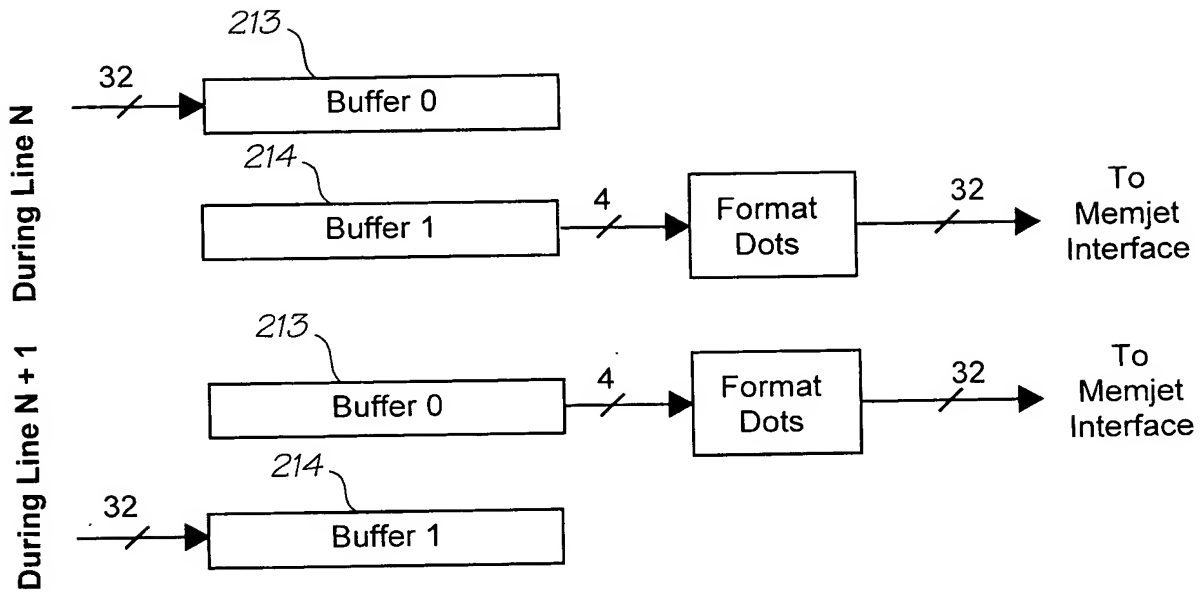 During Line N
213
32
Buffer 0
214
Buffer 1
4
Format
Dots
32
To
Memjet
Interface
During Line N + 1
213
Buffer 0
4
Format
Dots
32
To
Memjet
Interface
214
32
Buffer 1